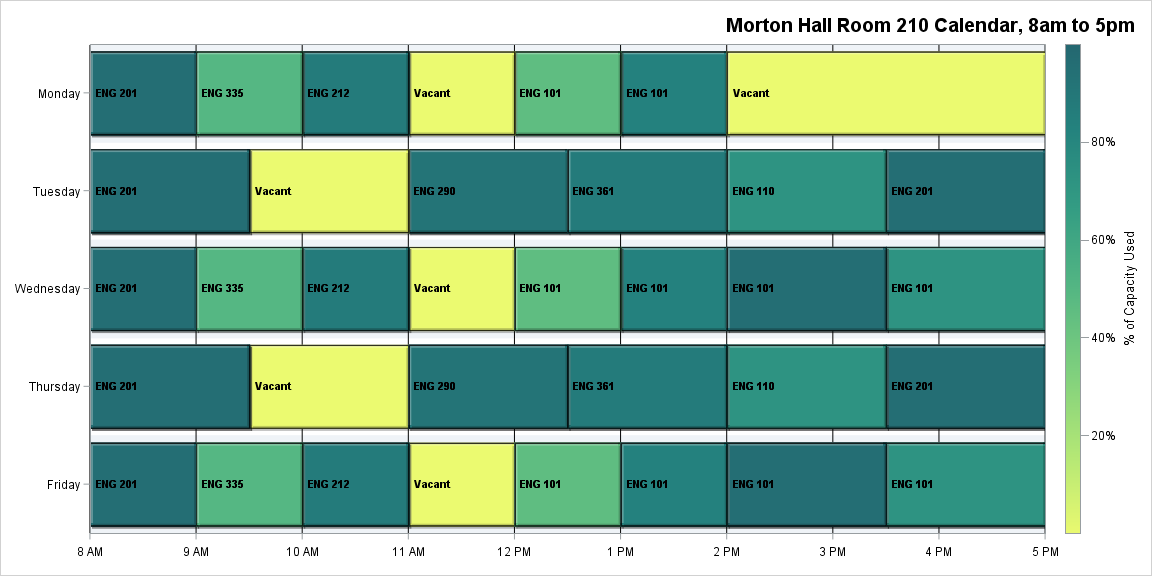 Morton Hall Room 210 Calendar, 8am to 5pm
Monday
ENG 201
ENG 335
ENG 212
Vacant
ENG 101
ENG 101
Vacant
Tuesday
ENG 201
Vacant
ENG 290
ENG 361
ENG 110
ENG 201
Wednesday
ENG 201
ENG 335
ENG 212
Vacant
ENG 101
ENG 101
ENG 101
ENG 101
Thursday
ENG 201
Vacant
ENG 290
ENG 361
ENG 110
ENG 201
Friday
ENG 201
ENG 335
ENG 212
Vacant
ENG 101
ENG 101
ENG 101
ENG 101
8 AM
9 AM
10 AM
11 AM
12 PM
1 PM
2 PM
3 PM
4 PM
5 PM
80%
60%
40%
20%
% of Capacity Used